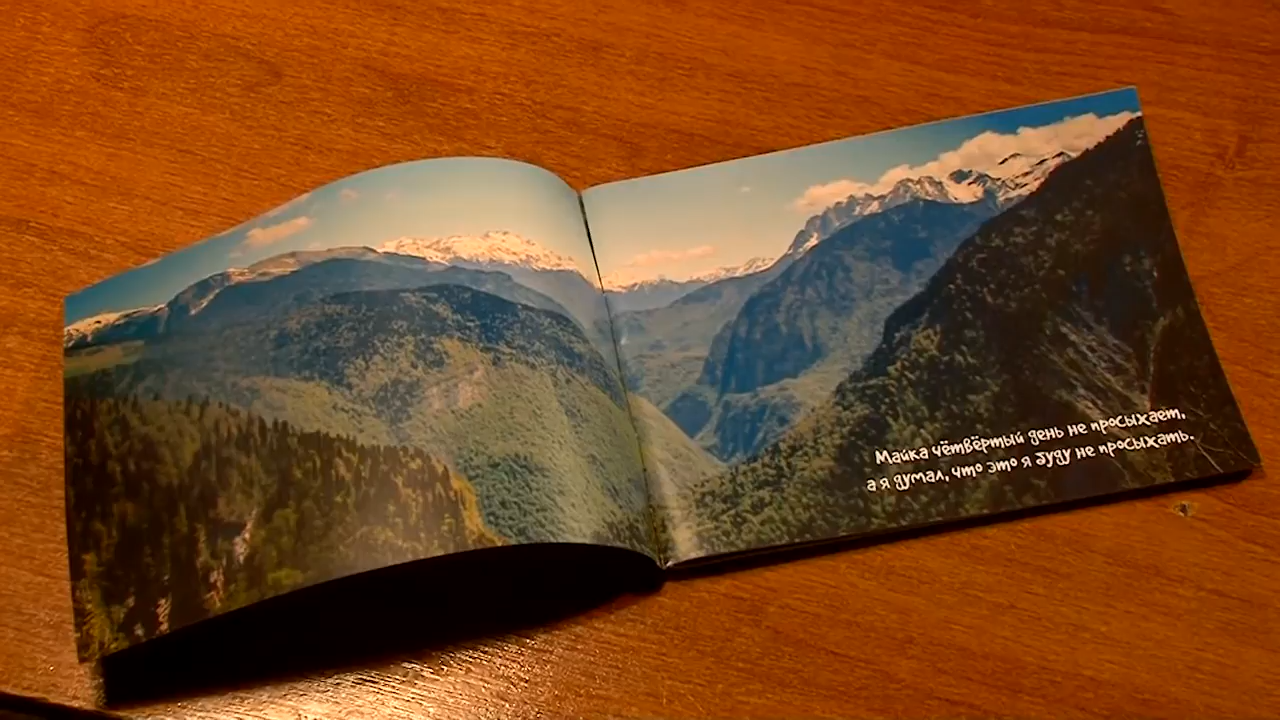 Майка чётвёртый день не просыхает,
а я думал, что это я буду не просыхать.